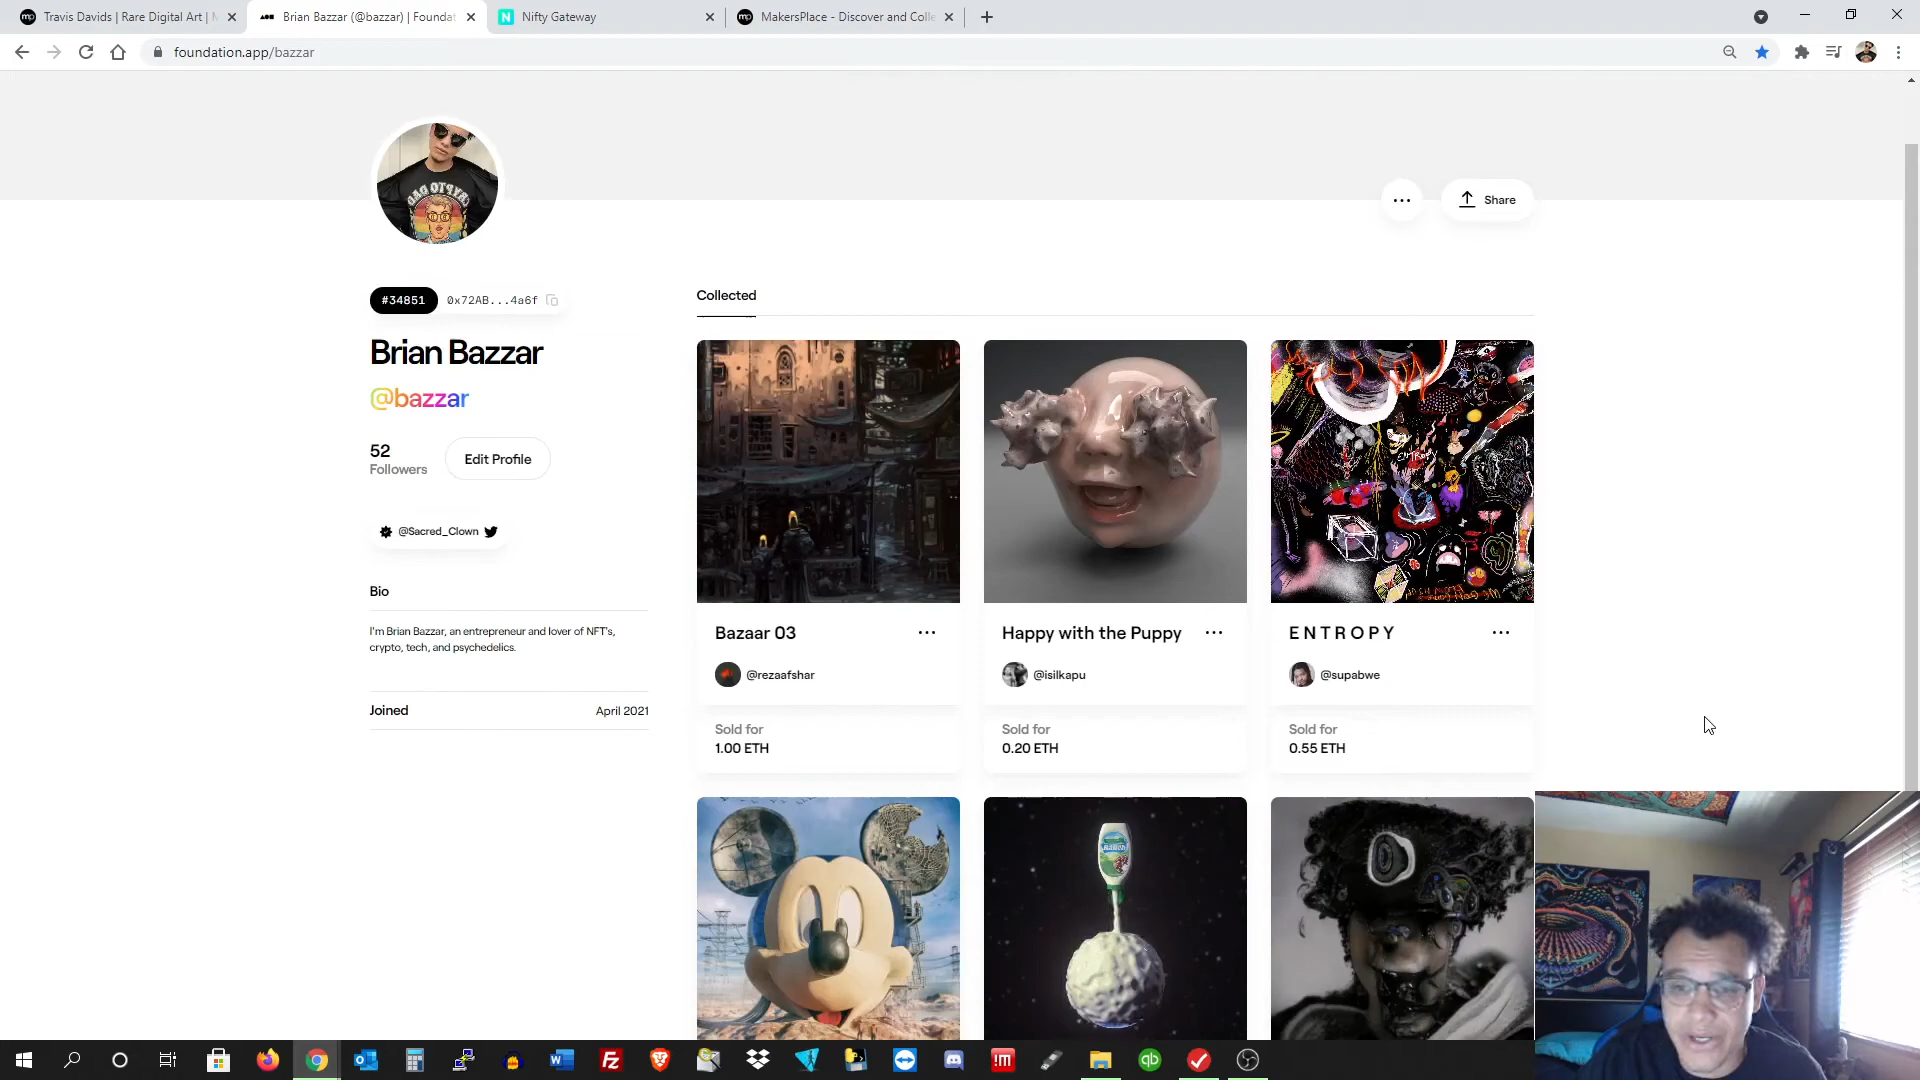 Travis Davids | Rare Digital Art | M
Brian Bazzar (@bazzar) | Foundat
Nifty Gateway
MakersPlace - Discover and Colle
foundation.app/bazzar
Share
#34851
0x72AB...4a6f
Collected
Brian Bazzar
@bazzar
52
Followers
Edit Profile
@Sacred_Clown
Bio
I'm Brian Bazzar, an entrepreneur and lover of NFT's,
crypto, tech, and psychedelics.
Joined
April 2021
Bazaar 03
@rezaafshar
Sold for
1.00 ETH
Happy with the Puppy
@isilkapu
Sold for
0.20 ETH
E N T R O P Y
@supabwe
Sold for
0.55 ETH